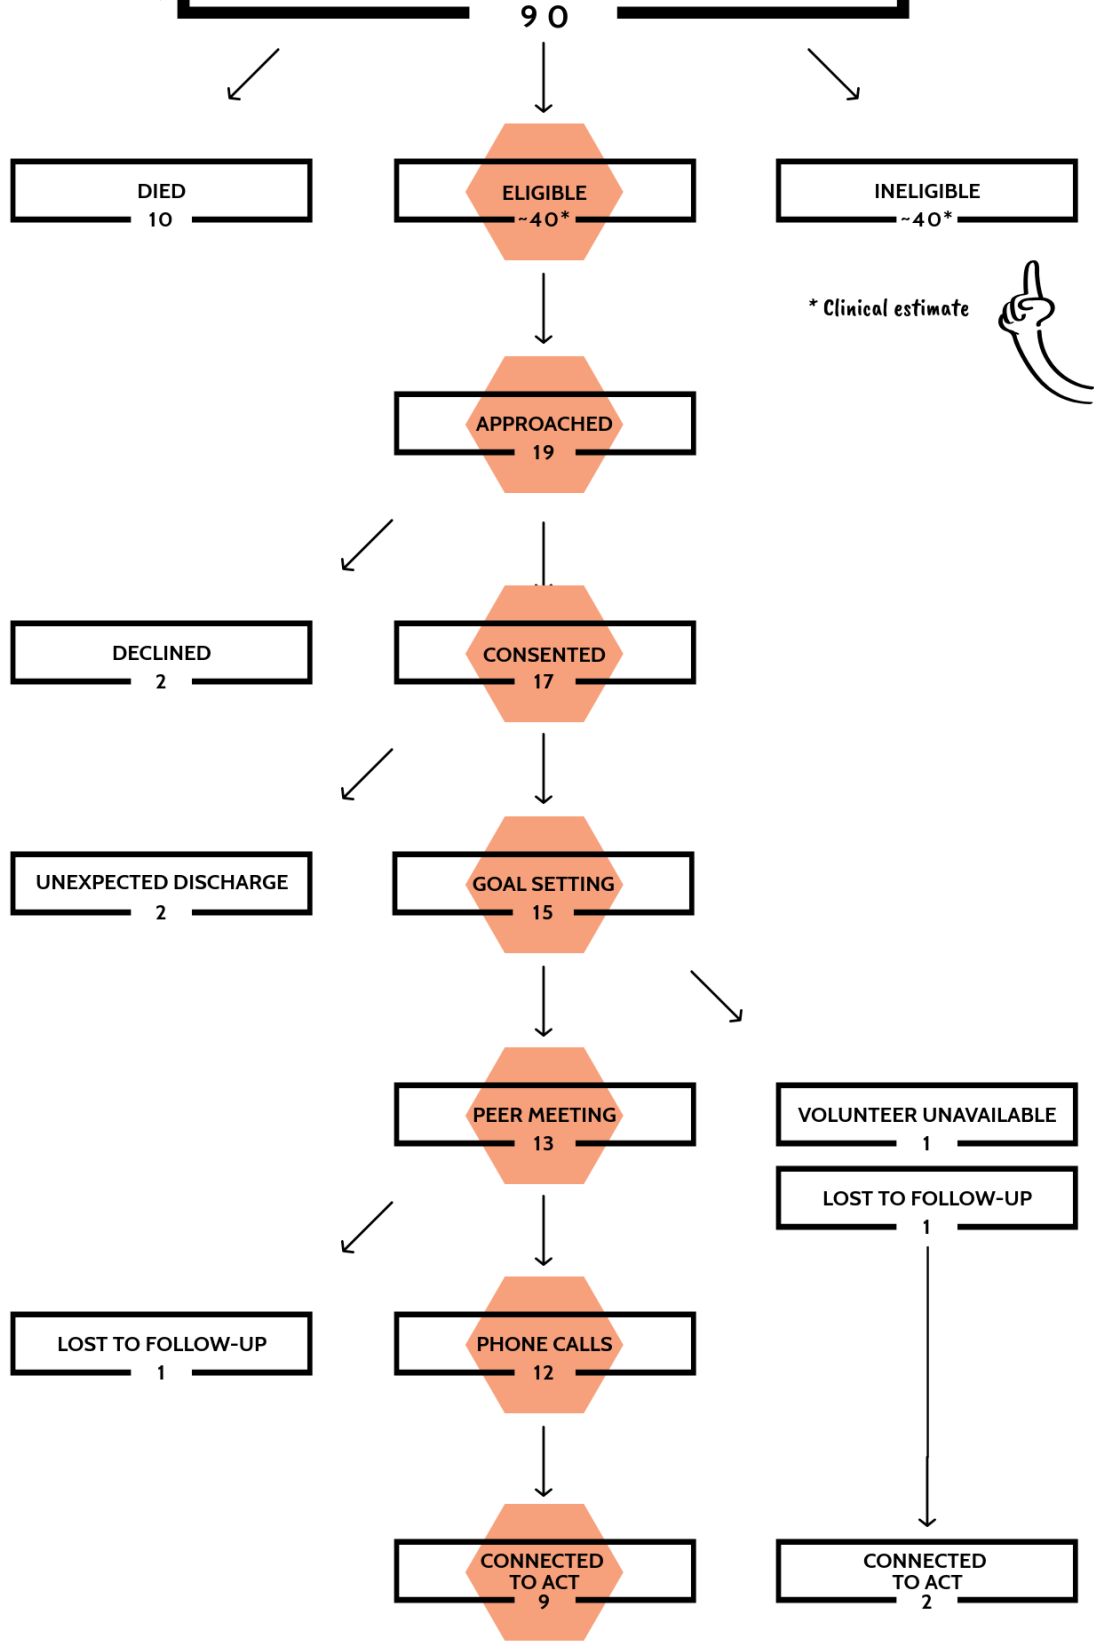 90
DIED
10
ELIGIBLE
~40*
INELIGIBLE
~40*
* Clinical estimate
APPROACHED
19
DECLINED
2
CONSENTED
17
UNEXPECTED DISCHARGE
2
GOAL SETTING
15
PEER MEETING
13
VOLUNTEER UNAVAILABLE
1
LOST TO FOLLOW-UP
1
LOST TO FOLLOW-UP
1
PHONE CALLS
12
CONNECTED
TO ACT
9
CONNECTED
TO ACT
2